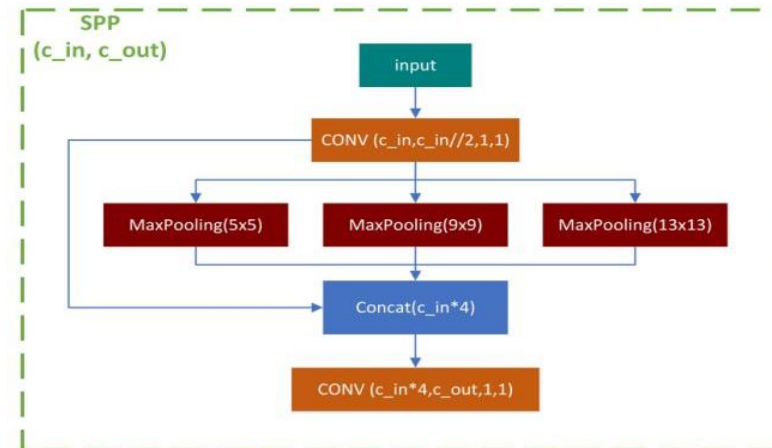 SPP
(c_in, c_out)
input
CONV (c_in,c_in//2,1,1)
MaxPooling(5x5)
MaxPooling(9x9)
MaxPooling(13x13)
Concat(c_in*4)
CONV (c_in*4,c_out,1,1)